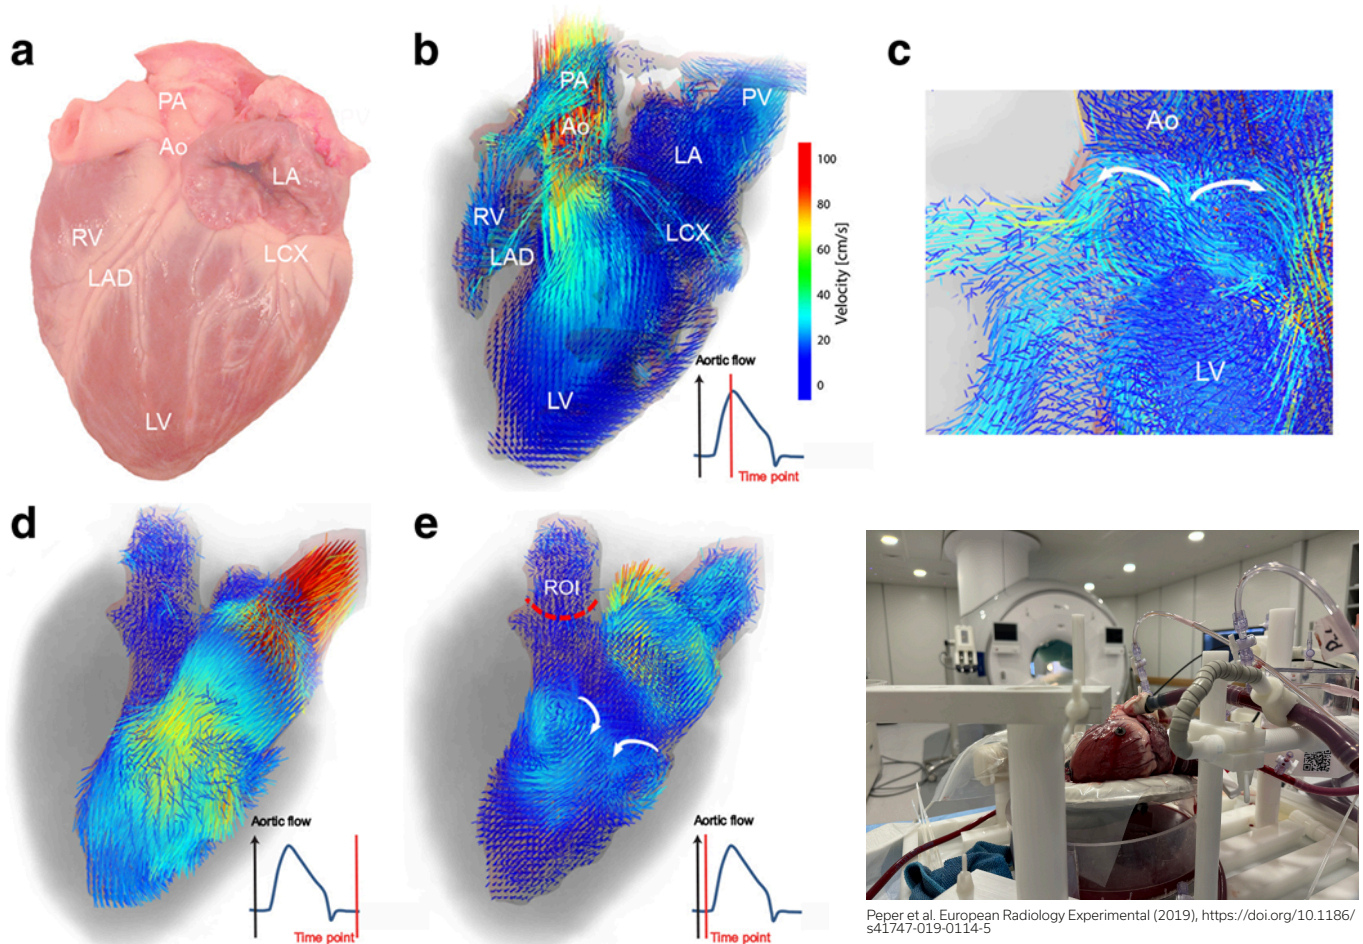 a
PA
Ao
LA
RV
LCX
LAD
LV
b
PA
PV
Ao
LA
RV
LCX
LAD
LV
100
80
60
40
20
0
Velocity [cm/s]
Aortic flow
Time point
c
Ao
LV
d
Aortic flow
Time point
e
ROI
Aortic flow
Time point
Peper et al. European Radiology Experimental (2019), https://doi.org/10.1186/
s41747-019-0114-5